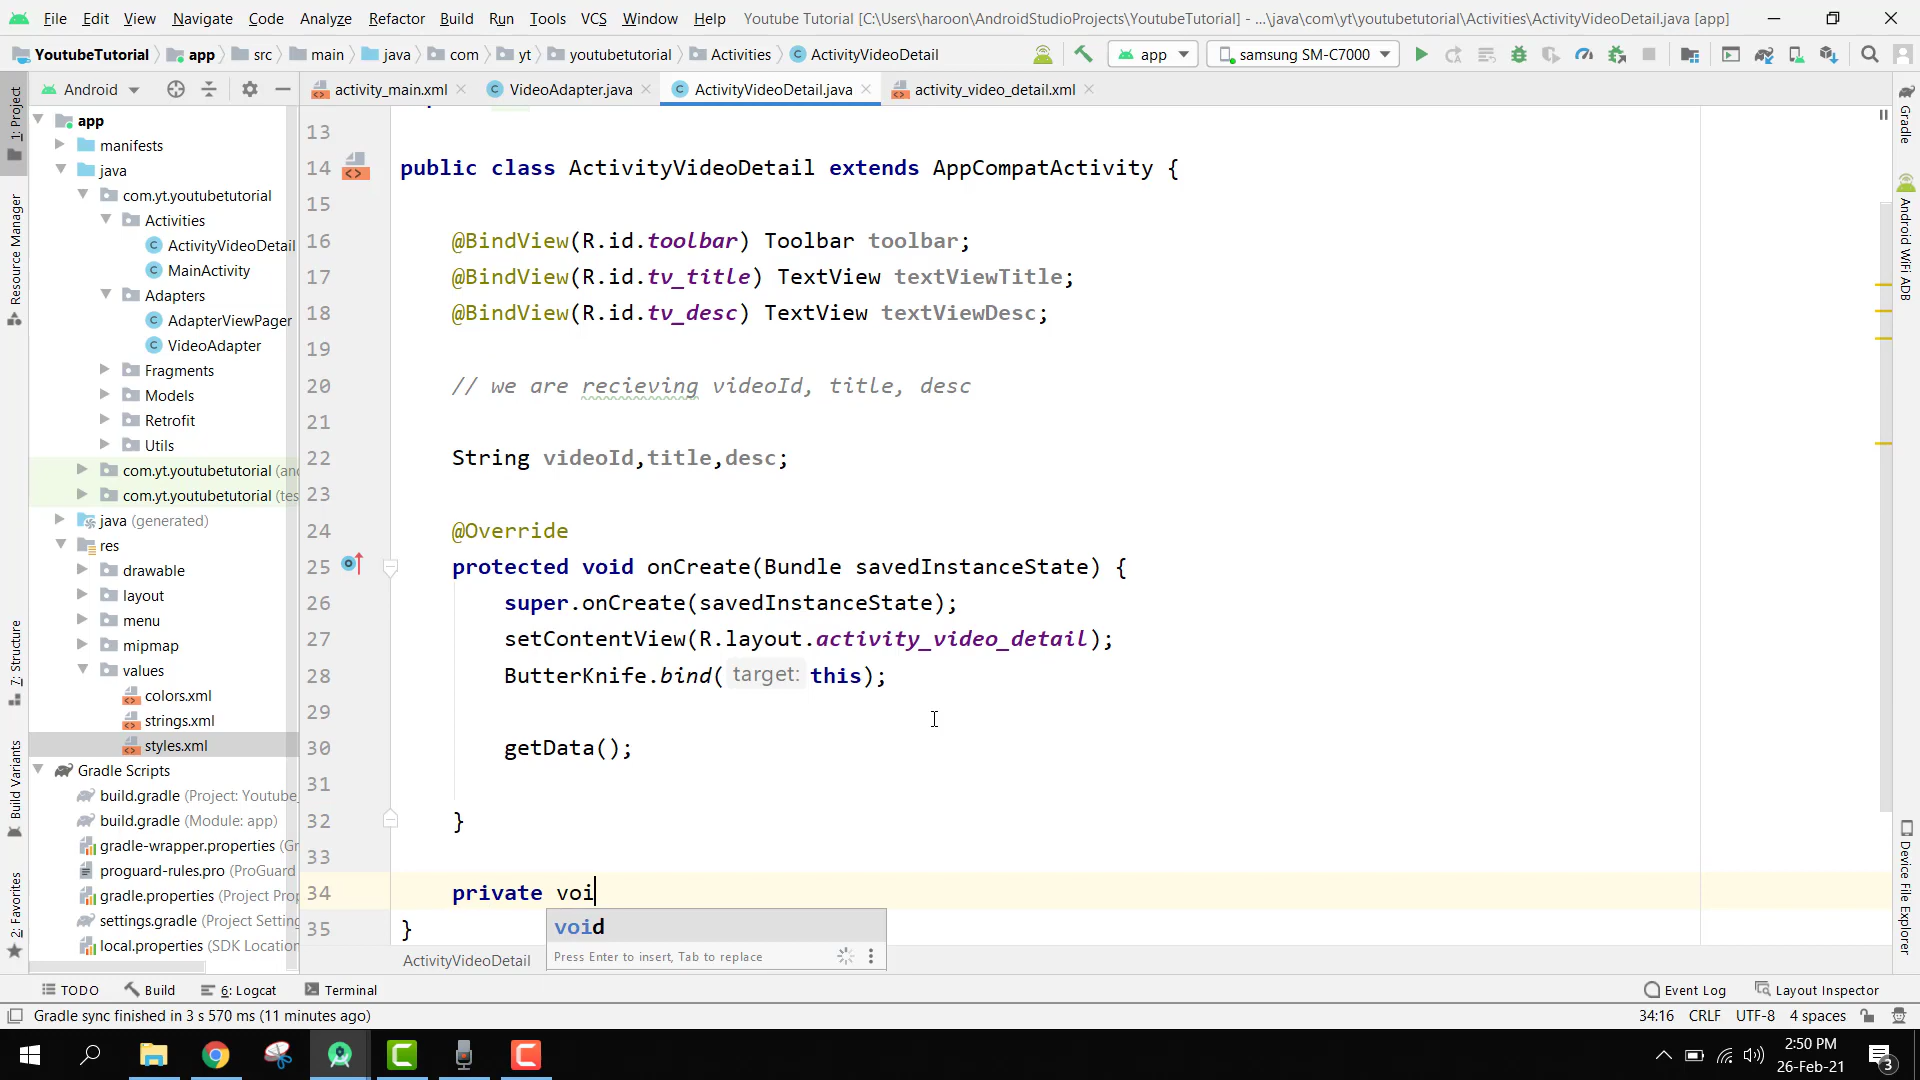 File Edit View Navigate Code Analyze Refactor Build Run Tools VCS Window Help Youtube Tutorial [C:\Users\haroon\AndroidStudioProjects\YoutubeTutorial] - ...\java\com\yt\youtubetutorial\Activities\ActivityVideoDetail.java [app]
YoutubeTutorial app src main java com yt youtubetutorial Activities ActivityVideoDetail app samsung SM-C7000
Android activity_main.xml VideoAdapter.java ActivityVideoDetail.java activity_video_detail.xml
1: Project
Resource Manager
7: Structure
Build Variants
2: Favorites
app
manifests
java
com.yt.youtubetutorial
Activities
ActivityVideoDetail
MainActivity
Adapters
AdapterViewPager
VideoAdapter
Fragments
Models
Retrofit
Utils
com.yt.youtubetutorial (and
com.yt.youtubetutorial (tes
java (generated)
res
drawable
layout
menu
mipmap
values
colors.xml
strings.xml
styles.xml
Gradle Scripts
build.gradle (Project: Youtube_
build.gradle (Module: app)
gradle-wrapper.properties (Gr
proguard-rules.pro (ProGuard
gradle.properties (Project Prop
settings.gradle (Project Setting
local.properties (SDK Location
13
14 public class ActivityVideoDetail extends AppCompatActivity {
15
16 @BindView(R.id.toolbar) Toolbar toolbar;
17 @BindView(R.id.tv_title) TextView textViewTitle;
18 @BindView(R.id.tv_desc) TextView textViewDesc;
19
20 // we are recieving videoId, title, desc
21
22 String videoId,title,desc;
23
24 @Override
25 protected void onCreate(Bundle savedInstanceState) {
26 super.onCreate(savedInstanceState);
27 setContentView(R.layout.activity_video_detail);
28 ButterKnife.bind( target: this);
29
30 getData();
31
32 }
33
34 private voi
35 }
void
Press Enter to insert, Tab to replace
ActivityVideoDetail
Gradle
Android WiFi ADB
Device File Explorer
TODO Build 6: Logcat Terminal Event Log Layout Inspector
Gradle sync finished in 3 s 570 ms (11 minutes ago) 34:16 CRLF UTF-8 4 spaces
2:50 PM
26-Feb-21
3